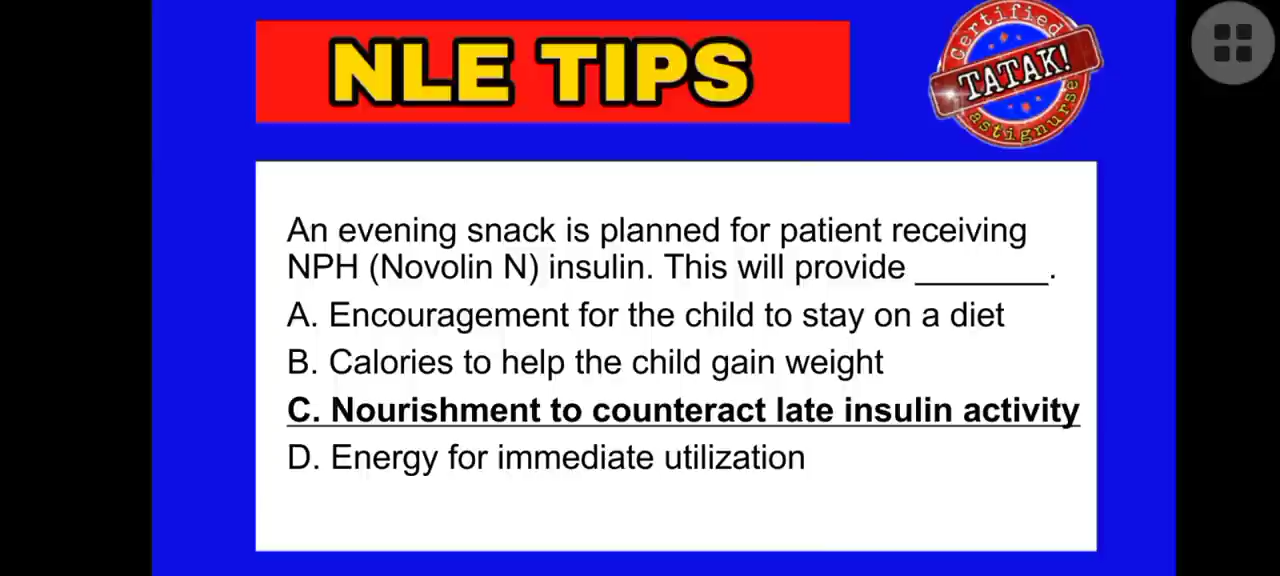 NLE TIPS
Certified
TATAK!
astignurse
An evening snack is planned for patient receiving
NPH (Novolin N) insulin. This will provide _______.
A. Encouragement for the child to stay on a diet
B. Calories to help the child gain weight
C. Nourishment to counteract late insulin activity
D. Energy for immediate utilization